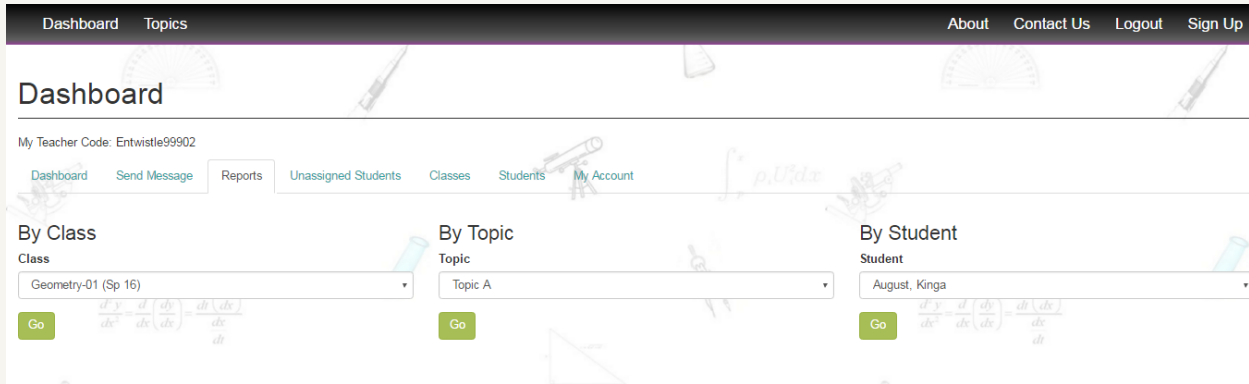 Dashboard Topics About Contact Us Logout Sign Up
Dashboard
My Teacher Code: Entwistle99902
Dashboard Send Message Reports Unassigned Students Classes Students My Account
By Class By Topic By Student
Class Topic Student
Geometry-01 (Sp 16) Topic A August, Kinga
Go Go Go